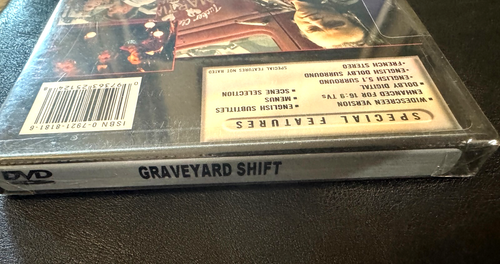 DVD
GRAVEYARD SHIFT
SPECIAL FEATURES
•WIDESCREEN VERSION
ENHANCED FOR 16:9 TVs
•DOLBY DIGITAL
-ENGLISH 5.1 SURROUND
-ENGLISH DOLBY SURROUND
-FRENCH STEREO
•ENGLISH SUBTITLES
•MENUS
SCENE SELECTION
SPECIAL FEATURES NOT RATED
ISBN 0-7921-8181-6